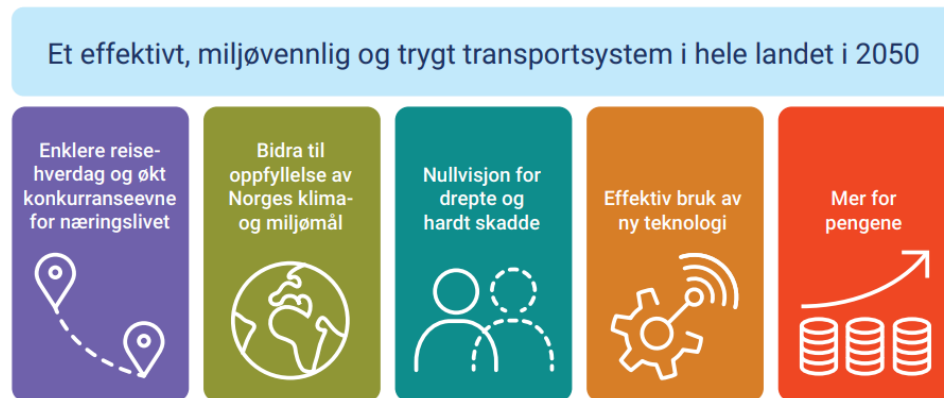 Et effektivt, miljøvennlig og trygt transportsystem i hele landet i 2050
Enklere reise-
hverdag og økt
konkurranseevne
for næringslivet
Bidra til
oppfyllelse av
Norges klima-
og miljømål
Nullvisjon for
drepte og
hardt skadde
Effektiv bruk av
ny teknologi
Mer for
pengene